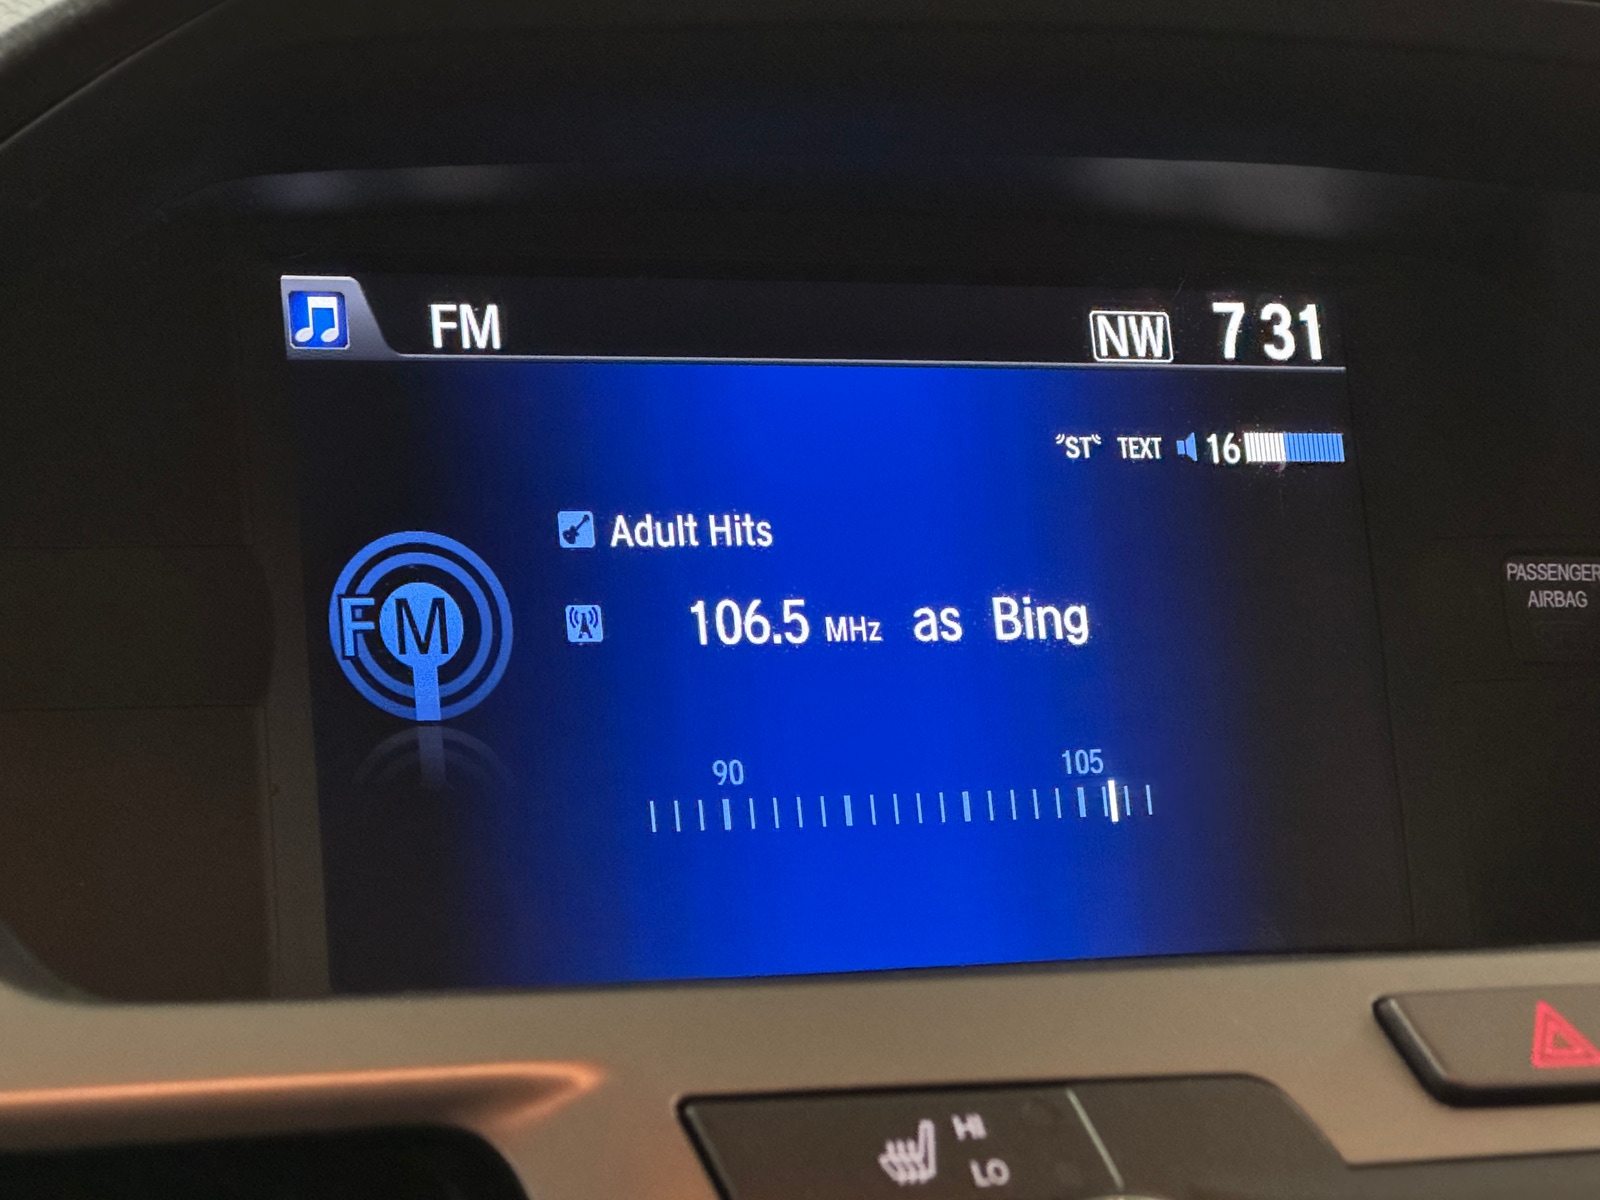 FM NW 7 31
"ST" TEXT 16
Adult Hits
FM
106.5 MHz as Bing
90 105
PASSENGER
AIRBAG
HI
LO